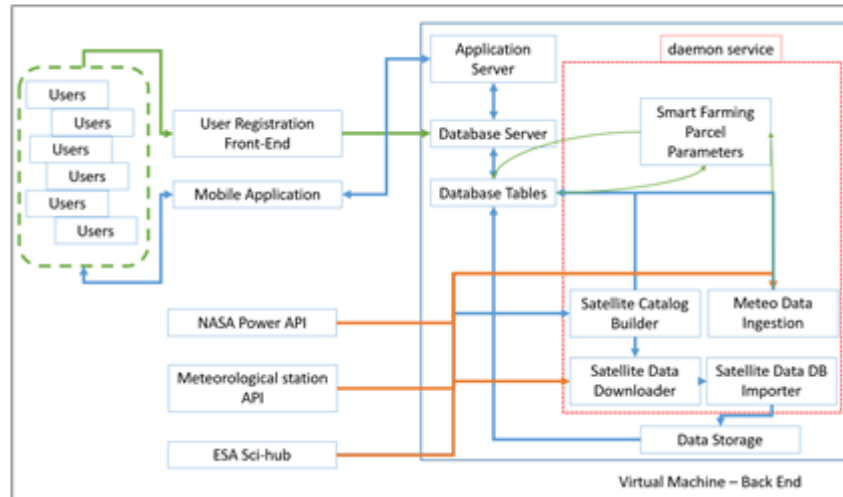 daemon service
Application
Server
Users
Users
Users
Users
Users
Users
User Registration
Front-End
Mobile Application
Database Server
Database Tables
Smart Farming
Parcel
Parameters
NASA Power API
Meteorological station
API
ESA Sci-hub
Satellite Catalog
Builder
Meteo Data
Ingestion
Satellite Data
Downloader
Satellite Data DB
Importer
Data Storage
Virtual Machine – Back End